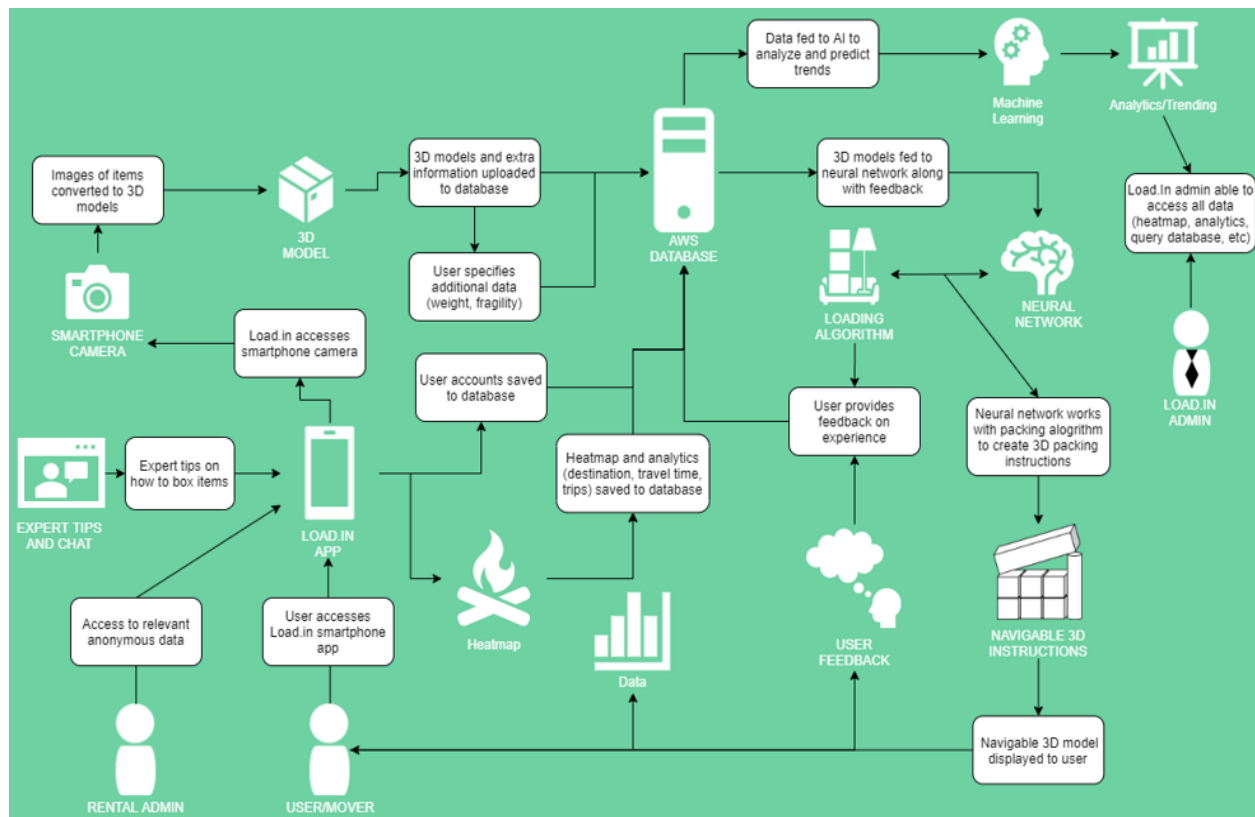 Data fed to AI to
analyze and predict
trends
Machine
Learning
Analytics/Trending
Images of items
converted to 3D
models
3D
MODEL
3D models and extra
information uploaded
to database
AWS
DATABASE
3D models fed to
neural network along
with feedback
Load.In admin able to
access all data
(heatmap, analytics,
query database, etc)
User specifies
additional data
(weight, fragility)
LOADING
ALGORITHM
NEURAL
NETWORK
SMARTPHONE
CAMERA
Load.in accesses
smartphone camera
User accounts saved
to database
User provides
feedback on
experience
Neural network works
with packing alogrithm
to create 3D packing
instructions
LOAD.IN
ADMIN
EXPERT TIPS
AND CHAT
Expert tips on
how to box items
LOAD.IN
APP
Heatmap and analytics
(destination, travel time,
trips) saved to database
Access to relevant
anonymous data
User accesses
Load.in smartphone
app
Heatmap
Data
USER
FEEDBACK
NAVIGABLE 3D
INSTRUCTIONS
Navigable 3D model
displayed to user
RENTAL ADMIN
USER/MOVER